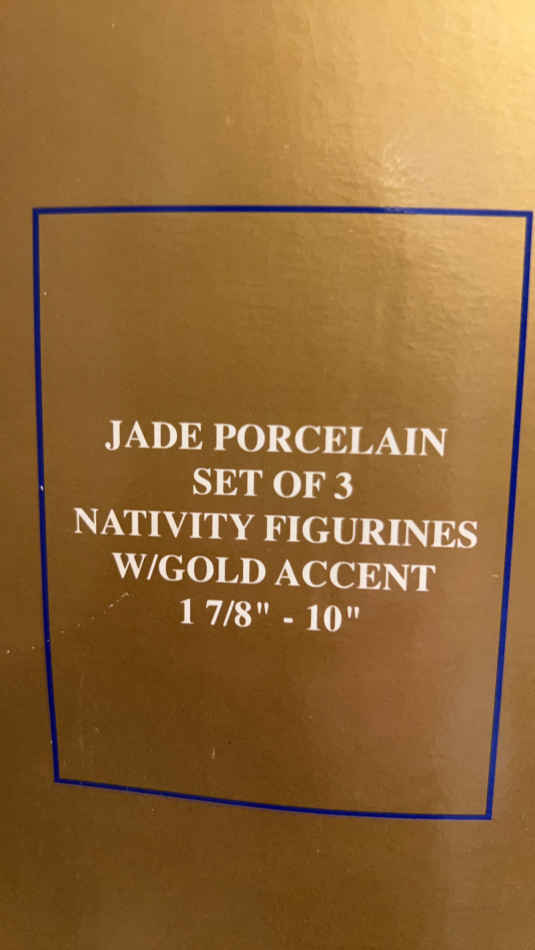 JADE PORCELAIN
SET OF 3
NATIVITY FIGURINES
W/GOLD ACCENT
1 7/8" - 10"